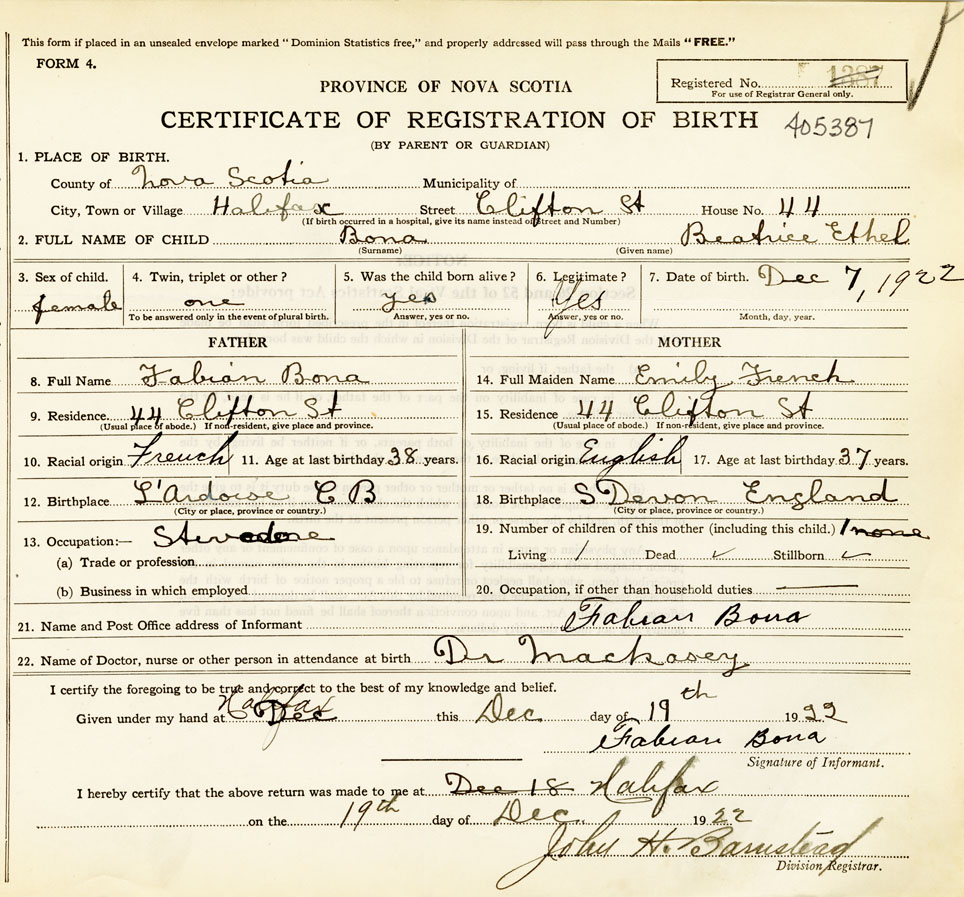 This form if placed in an unsealed envelope marked "Dominion Statistics free," and properly addressed will pass through the Mails "FREE."
FORM 4.
PROVINCE OF NOVA SCOTIA
Registered No. 1387
For use of Registrar General only.
CERTIFICATE OF REGISTRATION OF BIRTH 405387
(BY PARENT OR GUARDIAN)
1. PLACE OF BIRTH.
County of Nova Scotia Municipality of
City, Town or Village Halifax Street Clifton St House No. 44
(If birth occurred in a hospital, give its name instead of Street and Number)
2. FULL NAME OF CHILD Bona Beatrice Ethel
(Surname) (Given name)
3. Sex of child. 4. Twin, triplet or other? 5. Was the child born alive? 6. Legitimate? 7. Date of birth. Dec 7, 1922
female one yes Yes
To be answered only in the event of plural birth. Answer, yes or no. Answer, yes or no. Month, day, year.
FATHER MOTHER
8. Full Name Fabian Bona 14. Full Maiden Name Emily French
9. Residence 44 Clifton St 15. Residence 44 Clifton St
(Usual place of abode.) If non-resident, give place and province. (Usual place of abode.) If non-resident, give place and province.
10. Racial origin French 11. Age at last birthday 38 years. 16. Racial origin English 17. Age at last birthday 37 years.
12. Birthplace L'Ardoise C B 18. Birthplace S. Devon England
(City or place, province or country.) (City or place, province or country.)
13. Occupation:— Stevedore 19. Number of children of this mother (including this child.) 1 none
(a) Trade or profession Living 1 Dead ✓ Stillborn ✓
(b) Business in which employed 20. Occupation, if other than household duties —
21. Name and Post Office address of Informant Fabian Bona
22. Name of Doctor, nurse or other person in attendance at birth Dr
I certify the foregoing to be true and correct to the best of my knowledge and belief.
Given under my hand at Halifax Dec this Dec day of 19th 1922
Fabian Bona
Signature of Informant.
I hereby certify that the above return was made to me at Dec 18 Halifax
on the 19th day of Dec. 1922
John H. Barnstead
Division Registrar.